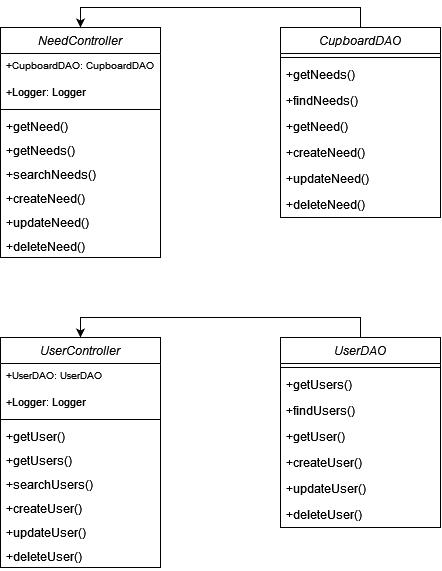 NeedController
+CupboardDAO: CupboardDAO
+Logger: Logger
+getNeed()
+getNeeds()
+searchNeeds()
+createNeed()
+updateNeed()
+deleteNeed()
CupboardDAO
+getNeeds()
+findNeeds()
+getNeed()
+createNeed()
+updateNeed()
+deleteNeed()
UserController
+UserDAO: UserDAO
+Logger: Logger
+getUser()
+getUsers()
+searchUsers()
+createUser()
+updateUser()
+deleteUser()
UserDAO
+getUsers()
+findUsers()
+getUser()
+createUser()
+updateUser()
+deleteUser()